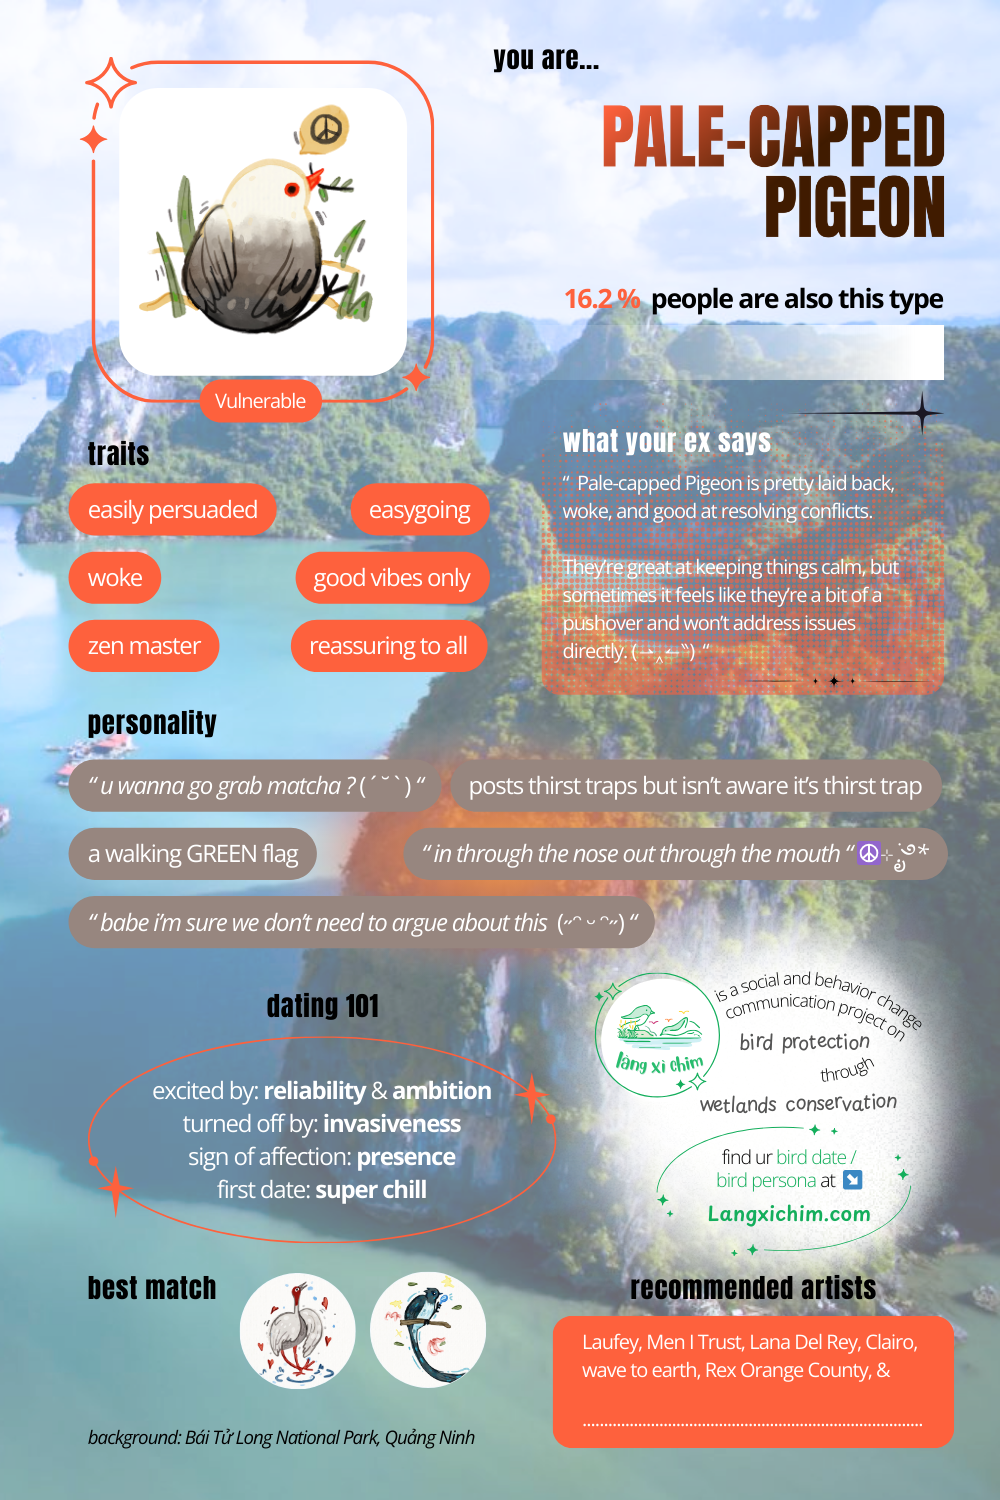 you are...
PALE-CAPPED
PIGEON
16.2 % people are also this type
Vulnerable
traits
easily persuaded
easygoing
woke
good vibes only
zen master
reassuring to all
what your ex says
“ Pale-capped Pigeon is pretty laid back,
woke, and good at resolving conflicts.
They’re great at keeping things calm, but
sometimes it feels like they’re a bit of a
pushover and won’t address issues
directly. (￢_￢") “
personality
“ u wanna go grab matcha ? ( ´ ˘ ` ) “
posts thirst traps but isn’t aware it’s thirst trap
a walking GREEN flag
“ in through the nose out through the mouth “ ☮️⊹ ࣪ ˖*
“ babe i’m sure we don’t need to argue about this (˶ᵔ ᵕ ᵔ˶) “
dating 101
excited by: reliability & ambition
turned off by: invasiveness
sign of affection: presence
first date: super chill
làng xì chim
is a social and behavior change
communication project on
bird protection
through
wetlands conservation
find ur bird date /
bird persona at ↘️
Langxichim.com
best match
recommended artists
Laufey, Men I Trust, Lana Del Rey, Clairo,
wave to earth, Rex Orange County, &
................................................................................
background: Bái Tử Long National Park, Quảng Ninh